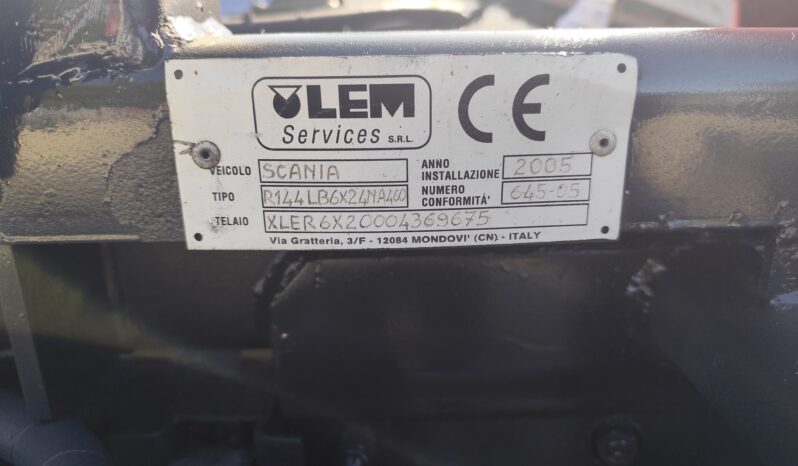 LEM
Services S.R.L.
CE
VEICOLO SCANIA ANNO INSTALLAZIONE 2005
TIPO R144LB6X24NA460 NUMERO CONFORMITÀ 645-05
TELAIO XLER6X20004369675
Via Gratteria, 3/F - 12084 MONDOVI' (CN) - ITALY